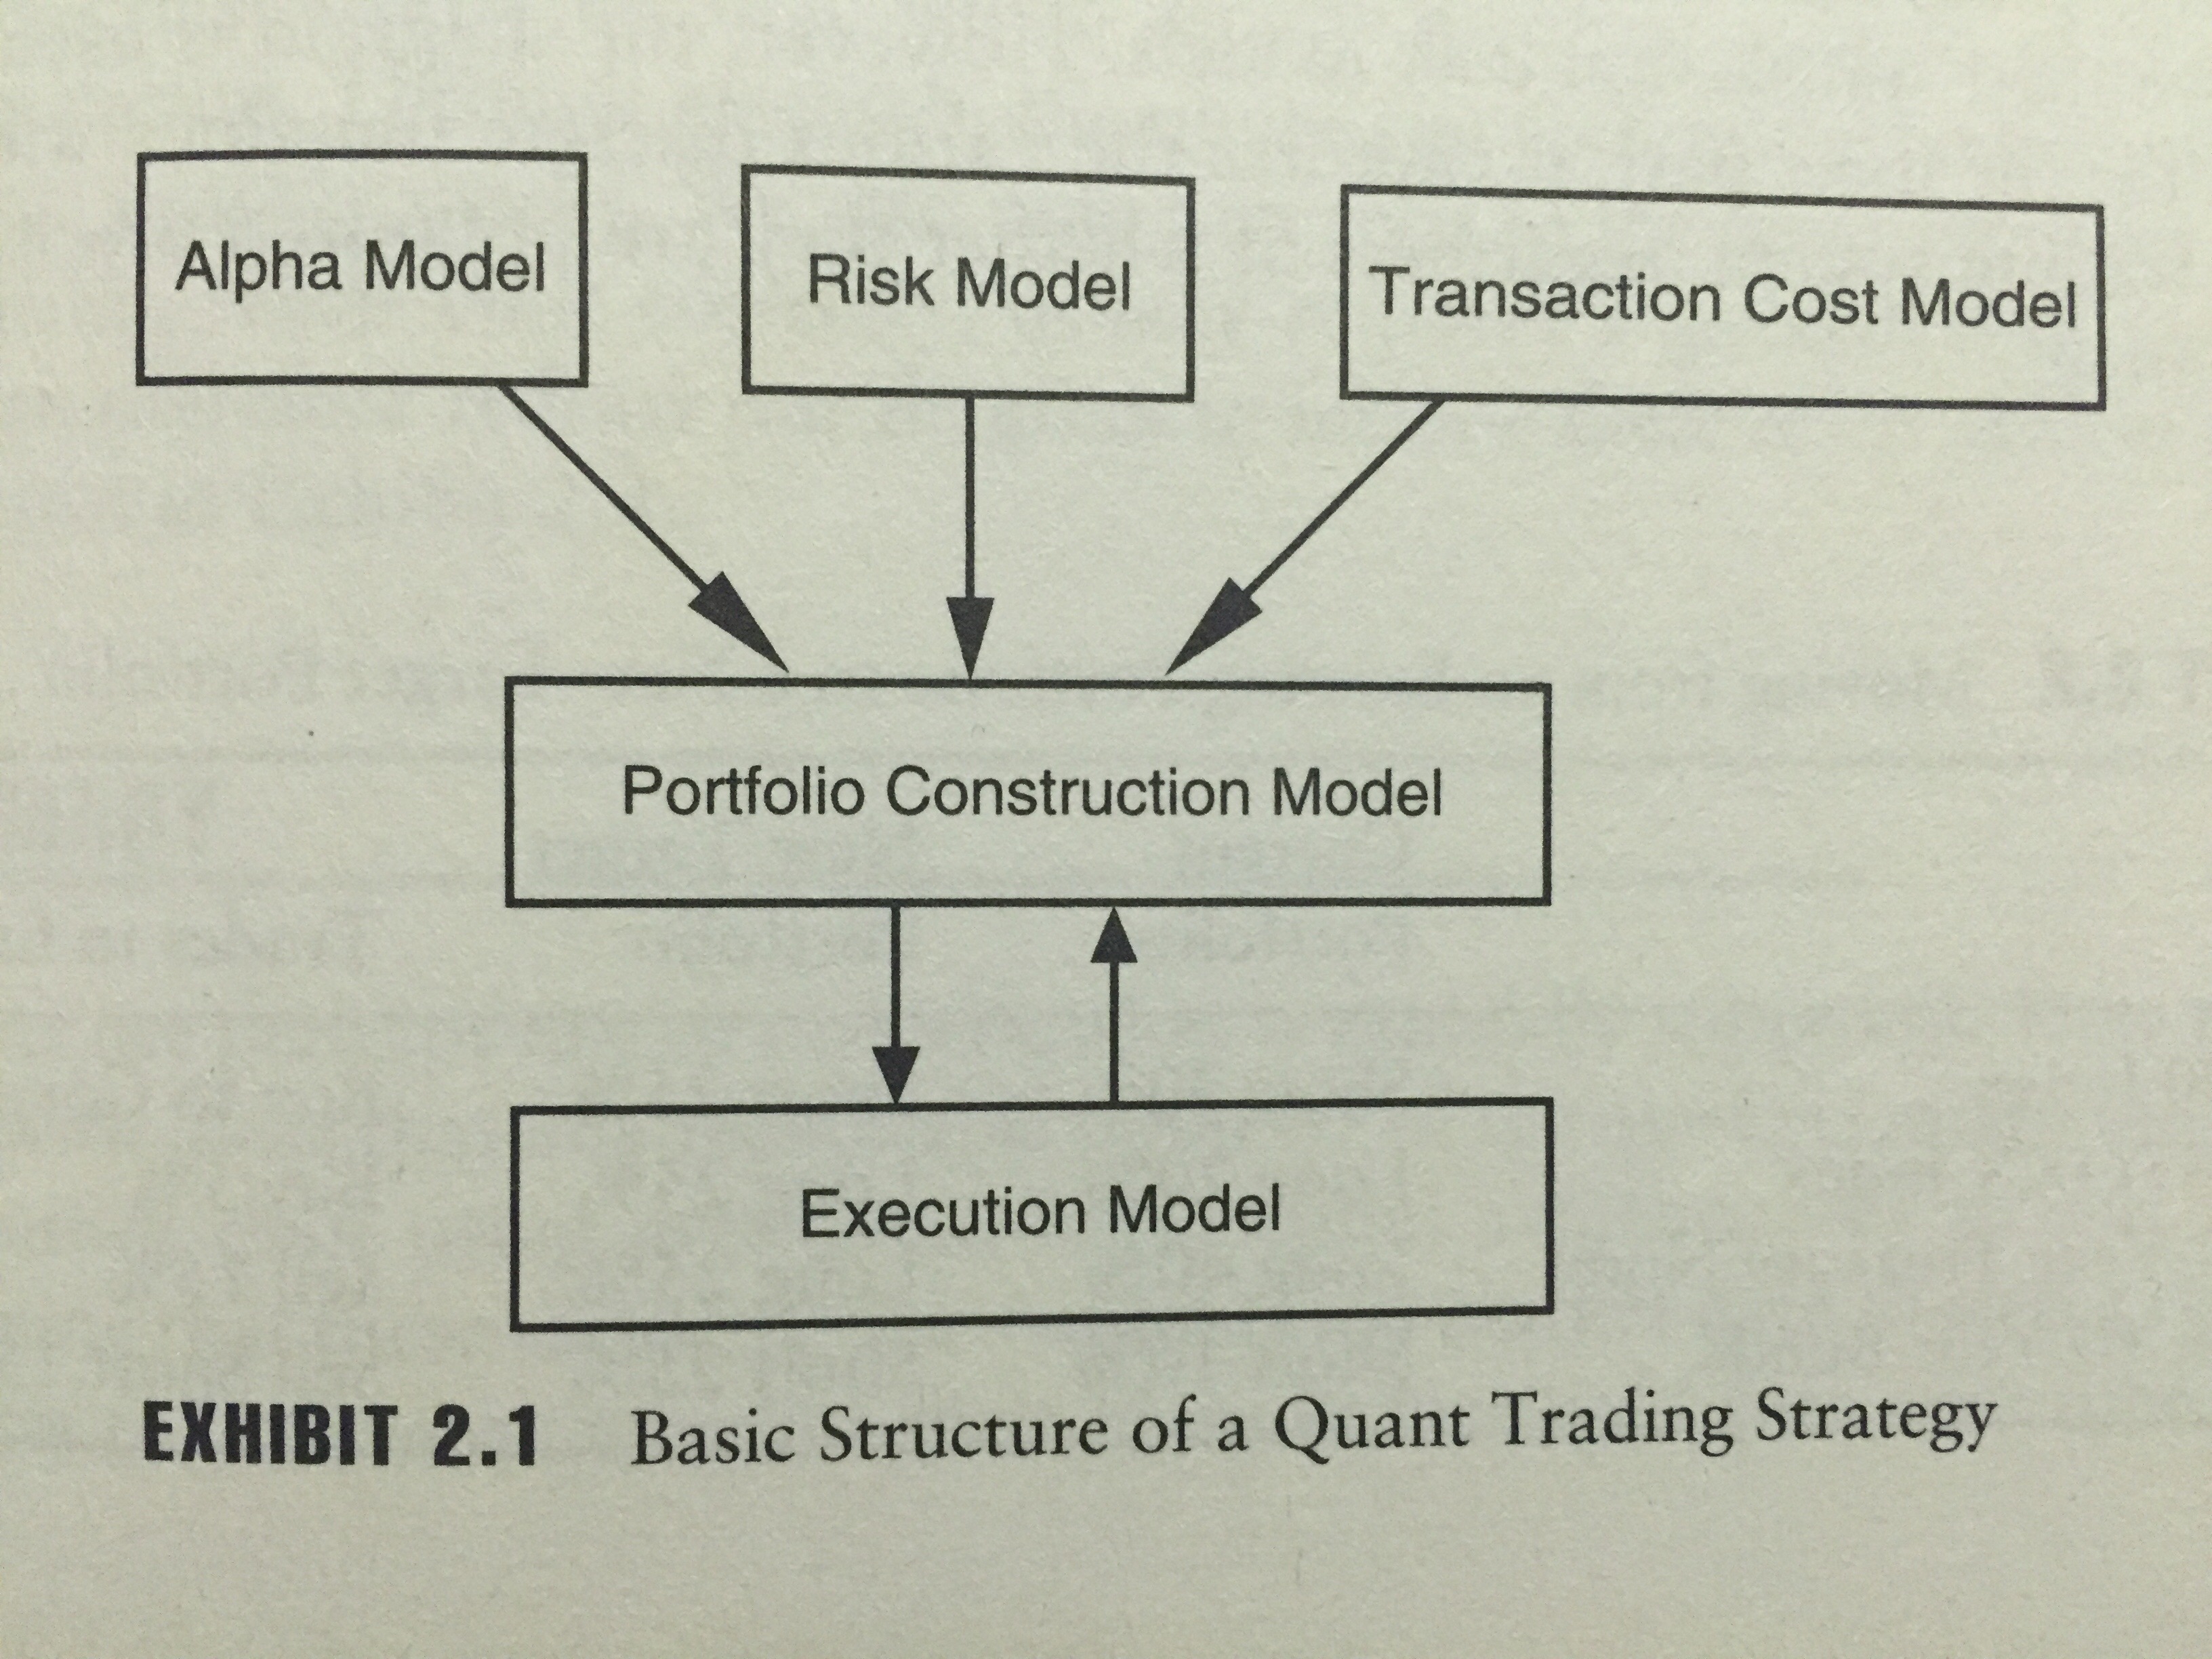 Alpha Model
Risk Model
Transaction Cost Model
Portfolio Construction Model
Execution Model
EXHIBIT 2.1 Basic Structure of a Quant Trading Strategy